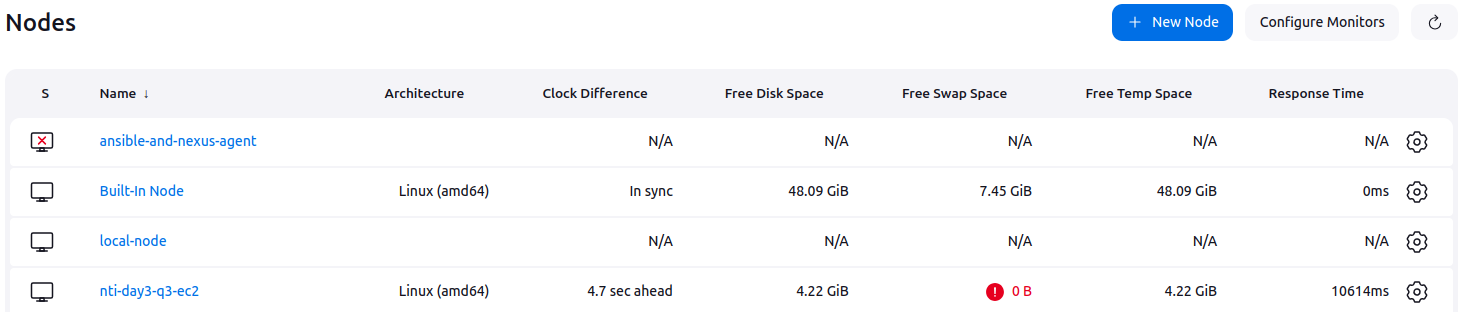 Nodes
+ New Node Configure Monitors
S Name ↓ Architecture Clock Difference Free Disk Space Free Swap Space Free Temp Space Response Time
ansible-and-nexus-agent N/A N/A N/A N/A N/A
Built-In Node Linux (amd64) In sync 48.09 GiB 7.45 GiB 48.09 GiB 0ms
local-node N/A N/A N/A N/A N/A
nti-day3-q3-ec2 Linux (amd64) 4.7 sec ahead 4.22 GiB ! 0 B 4.22 GiB 10614ms